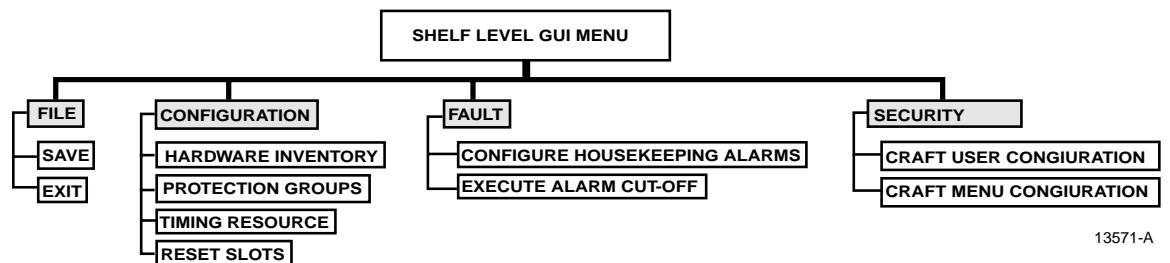 SHELF LEVEL GUI MENU
FILE
SAVE
EXIT
CONFIGURATION
HARDWARE INVENTORY
PROTECTION GROUPS
TIMING RESOURCE
RESET SLOTS
FAULT
CONFIGURE HOUSEKEEPING ALARMS
EXECUTE ALARM CUT-OFF
SECURITY
CRAFT USER CONGIURATION
CRAFT MENU CONGIURATION
13571-A